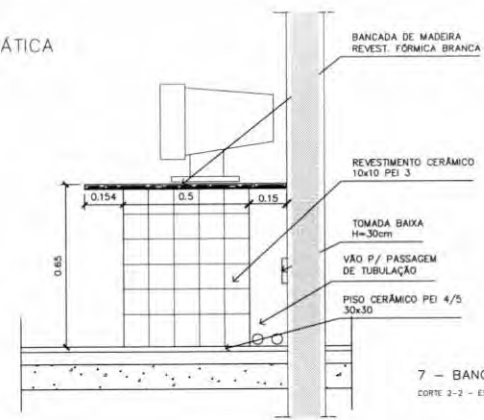 ÁTICA
BANCADA DE MADEIRA
REVEST. FÓRMICA BRANCA
REVESTIMENTO CERÂMICO
10x10 PEI 3
0.154
0.5
0.15
0.65
TOMADA BAIXA
H=30cm
VÃO P/ PASSAGEM
DE TUBULAÇÃO
PISO CERÂMICO PEI 4/5
30x30
7 – BANC
CORTE 2-2 - ES